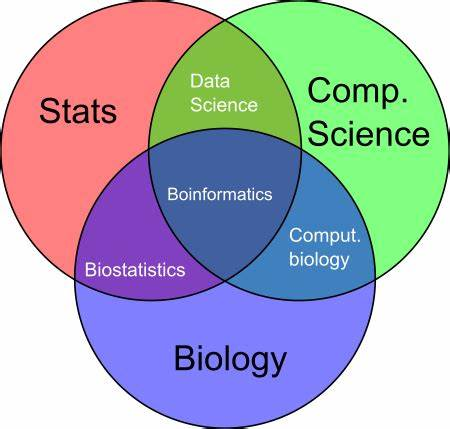 Data
Science
Stats
Comp.
Science
Boinformatics
Comput.
biology
Biostatistics
Biology